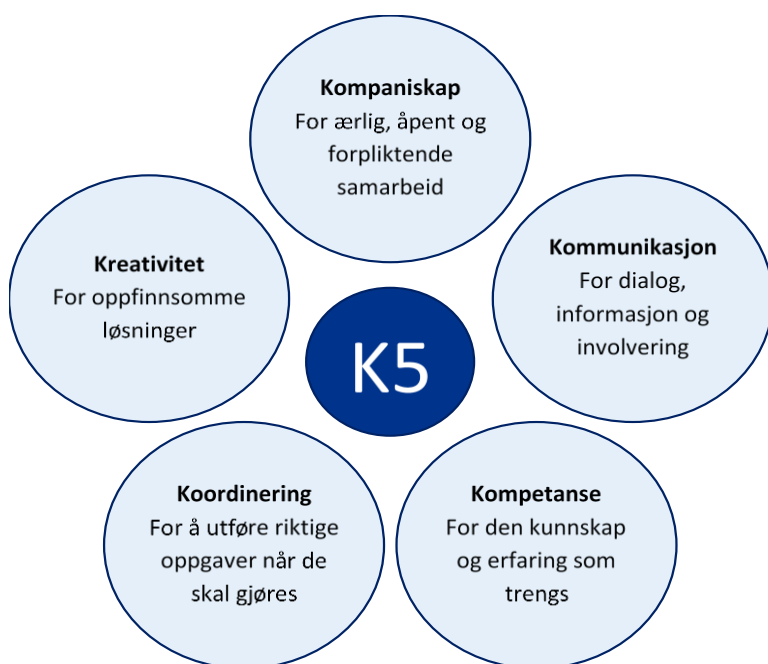 Kompaniskap
For ærlig, åpent og
forpliktende
samarbeid
Kommunikasjon
For dialog,
informasjon og
involvering
Kompetanse
For den kunnskap
og erfaring som
trengs
Koordinering
For å utføre riktige
oppgaver når de
skal gjøres
Kreativitet
For oppfinnsomme
løsninger
K5